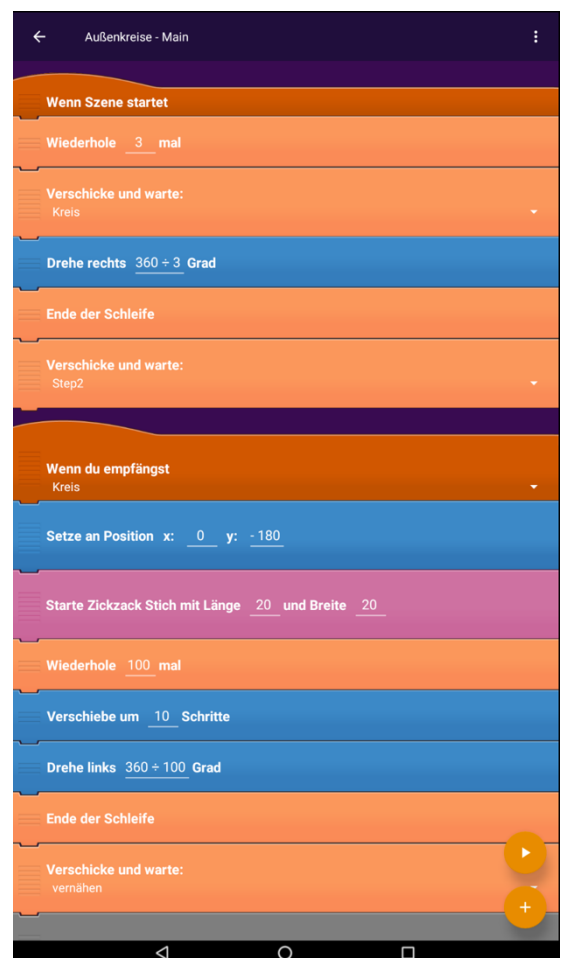 Außenkreise - Main
Wenn Szene startet
Wiederhole 3 mal
Verschicke und warte:
Kreis
Drehe rechts 360 ÷ 3 Grad
Ende der Schleife
Verschicke und warte:
Step2
Wenn du empfängst
Kreis
Setze an Position x: 0 y: - 180
Starte Zickzack Stich mit Länge 20 und Breite 20
Wiederhole 100 mal
Verschiebe um 10 Schritte
Drehe links 360 ÷ 100 Grad
Ende der Schleife
Verschicke und warte:
vernähen